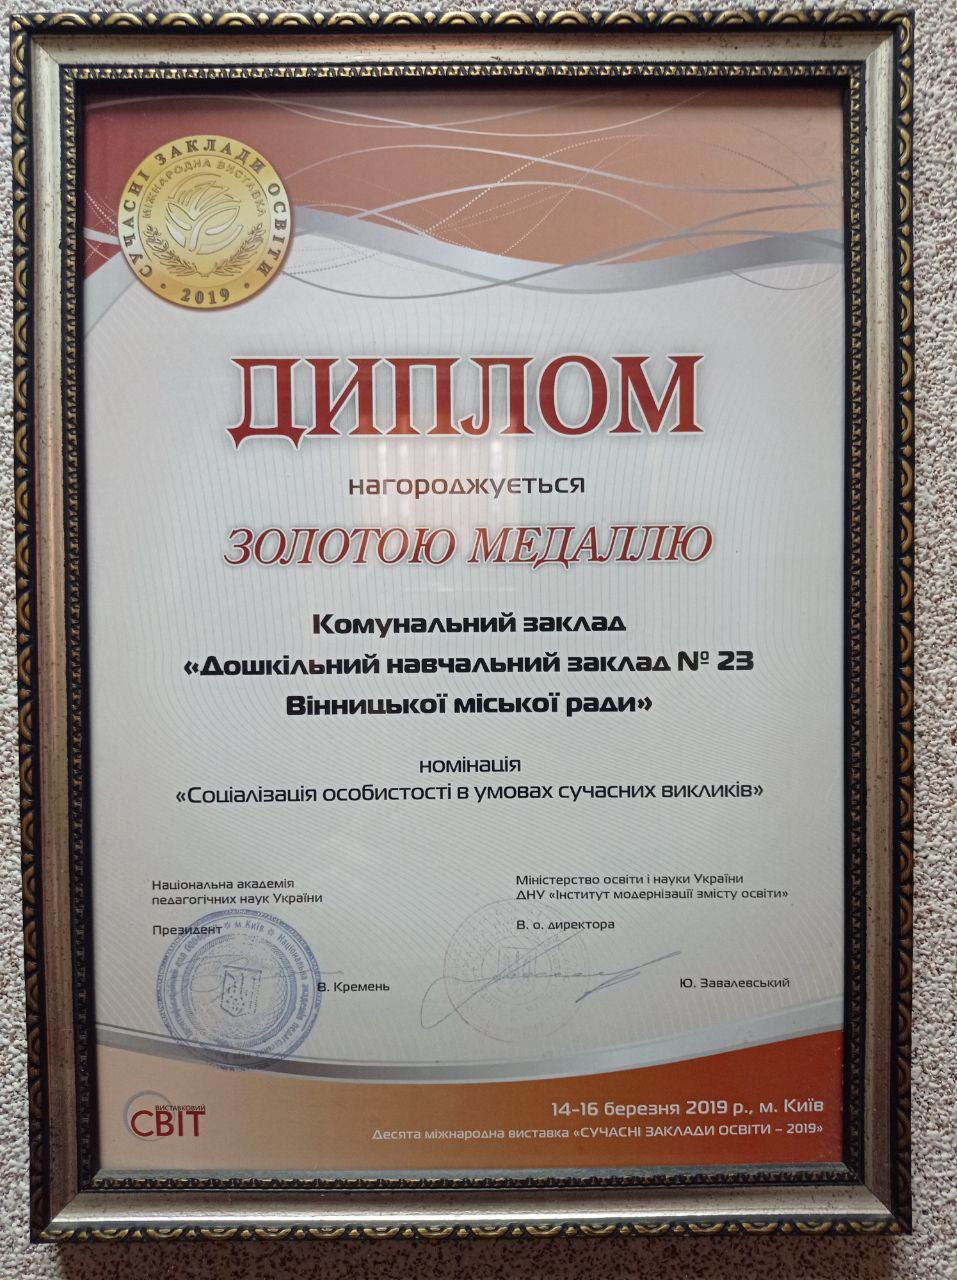 СУЧАСНІ ЗАКЛАДИ ОСВІТИ
МІЖНАРОДНА ВИСТАВКА
2019
ДИПЛОМ
нагороджується
ЗОЛОТОЮ МЕДАЛЛЮ
Комунальний заклад
«Дошкільний навчальний заклад № 23
Вінницької міської ради»
номінація
«Соціалізація особистості в умовах сучасних викликів»
Національна академія
педагогічних наук України
Президент
м. Київ
Національна академія
В. Кремень
Міністерство освіти і науки України
ДНУ «Інститут модернізації змісту освіти»
В. о. директора
Ю. Завалевський
ВИСТАВКОВИЙ
СВІТ
14-16 березня 2019 р., м. Київ
Десята міжнародна виставка «СУЧАСНІ ЗАКЛАДИ ОСВІТИ – 2019»